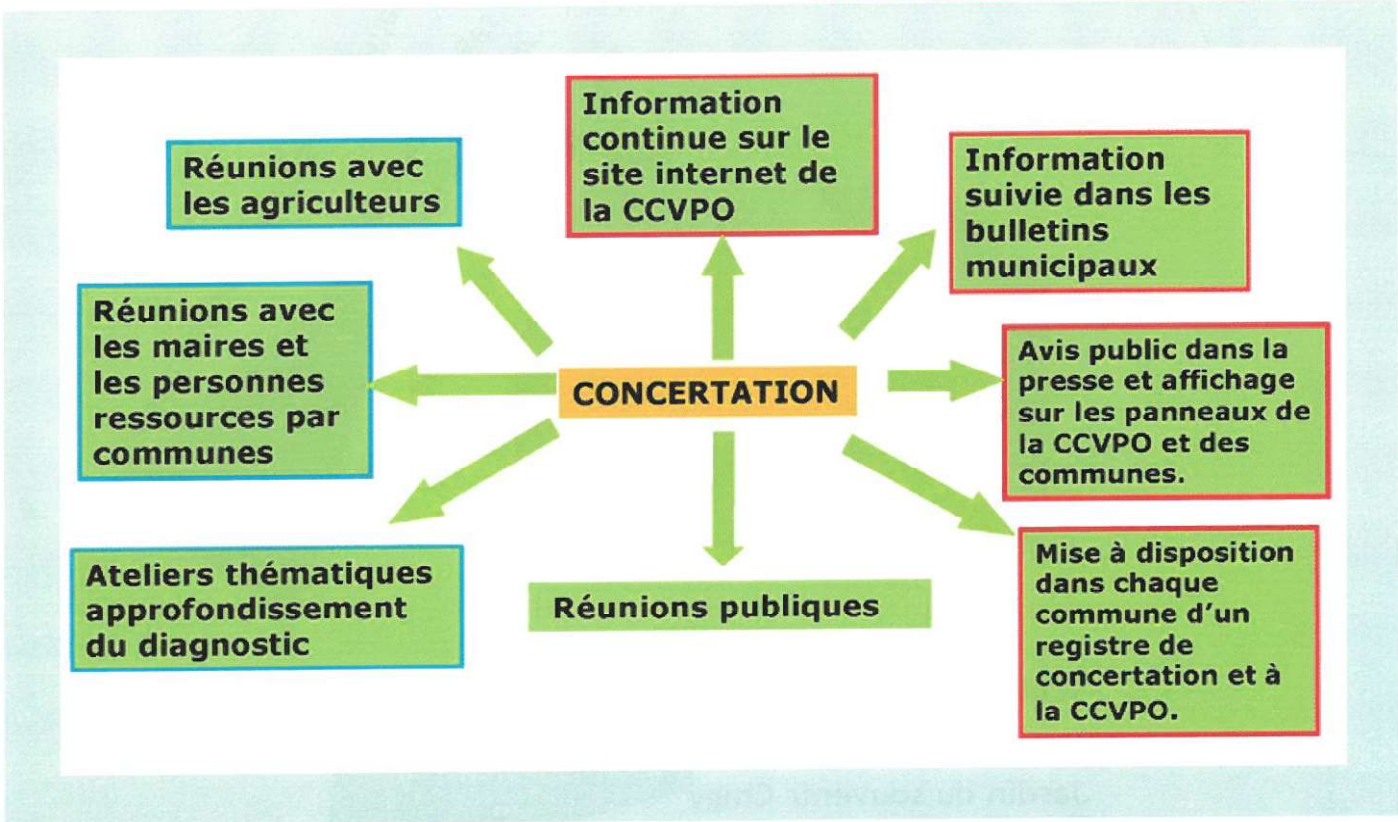 Information
continue sur le
site internet de
la CCVPO
Réunions avec
les agriculteurs
Information
suivie dans les
bulletins
municipaux
Réunions avec
les maires et
les personnes
ressources par
communes
CONCERTATION
Avis public dans la
presse et affichage
sur les panneaux de
la CCVPO et des
communes.
Ateliers thématiques
approfondissement
du diagnostic
Réunions publiques
Mise à disposition
dans chaque
commune d'un
registre de
concertation et à
la CCVPO.